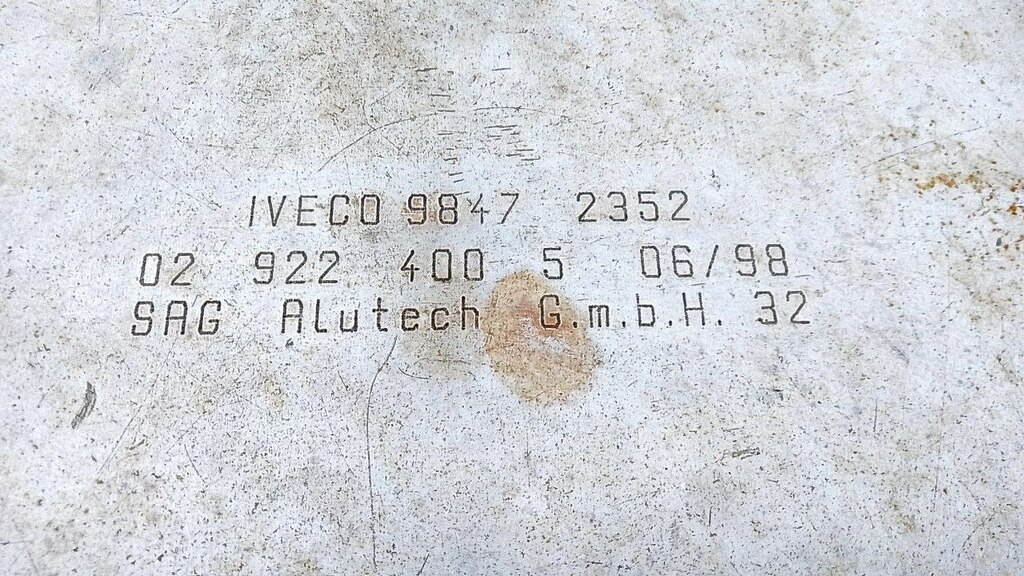 IVECO 9847 2352
02 922 400 5 06/98
SAG Alutech G.m.b.H. 32